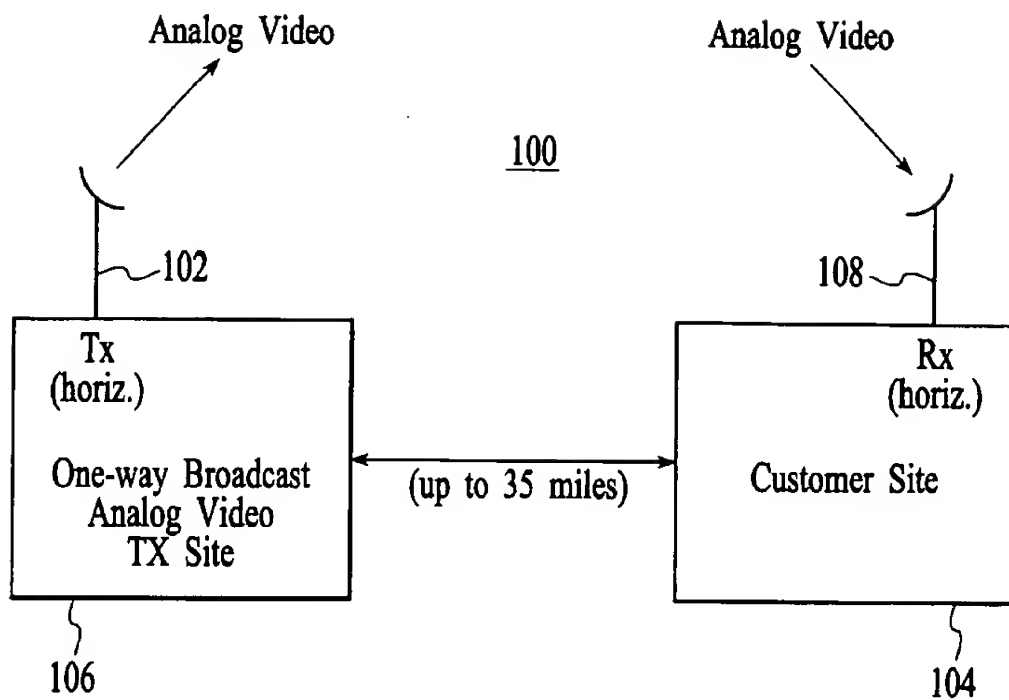 Analog Video
Analog Video
100
102
108
Tx
(horiz.)
Rx
(horiz.)
One-way Broadcast
Analog Video
TX Site
(up to 35 miles)
Customer Site
106
104